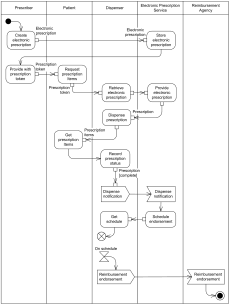 Prescriber
Patient
Dispenser
Electronic Prescription
Service
Reimbursement
Agency
Electronic
prescription
Create
electronic
prescription
Electronic
prescription
Store
electronic
prescription
Provide with
prescription
token
Prescription
token
Request
prescription
items
Prescription
token
Retrieve
electronic
prescription
Provide
electronic
prescription
Dispense
prescription
Prescription
items
Get
prescription
items
Record
prescription
status
Prescription
[complete]
Dispense
notification
Dispense
notification
Get
schedule
Schedule
endorsement
On schedule
Reimbursement
endorsement
Reimbursement
endorsement